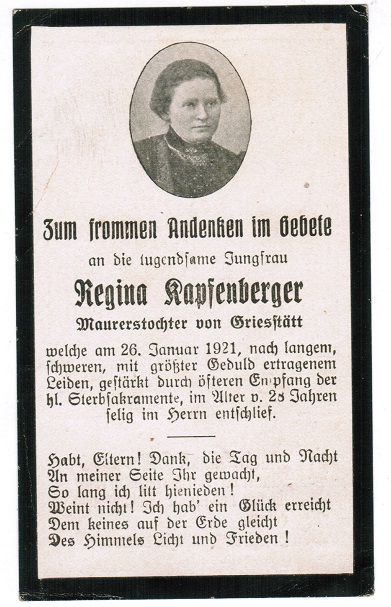 Zum frommen Andenken im Gebete
an die tugendsame Jungfrau
Regina Kapfenberger
Maurerstochter von Griesstätt
welche am 26. Januar 1921, nach langem,
schweren, mit größter Geduld ertragenem
Leiden, gestärkt durch öfteren Empfang der
hl. Sterbsakramente, im Alter v. 28 Jahren
selig im Herrn entschlief.
Habt, Eltern! Dank, die Tag und Nacht
An meiner Seite Ihr gewacht,
So lang ich litt hienieden!
Weint nicht! Ich hab' ein Glück erreicht
Dem keines auf der Erde gleicht
Des Himmels Licht und Frieden!